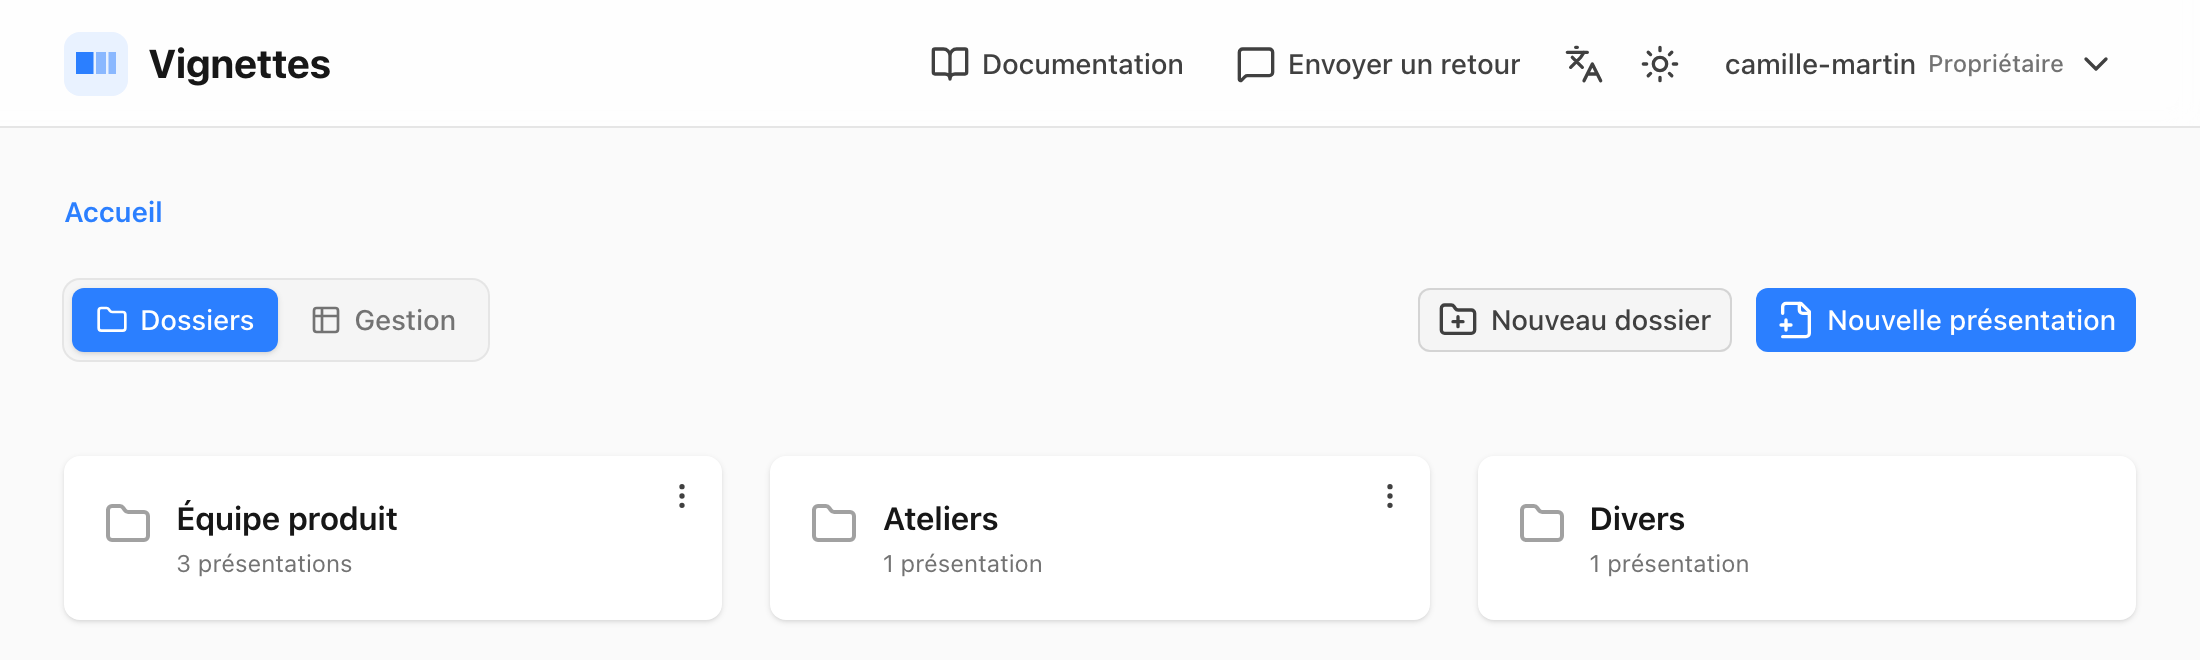 Vignettes
Documentation
Envoyer un retour
camille-martin Propriétaire
Accueil
Dossiers
Gestion
Nouveau dossier
Nouvelle présentation
Équipe produit
3 présentations
Ateliers
1 présentation
Divers
1 présentation